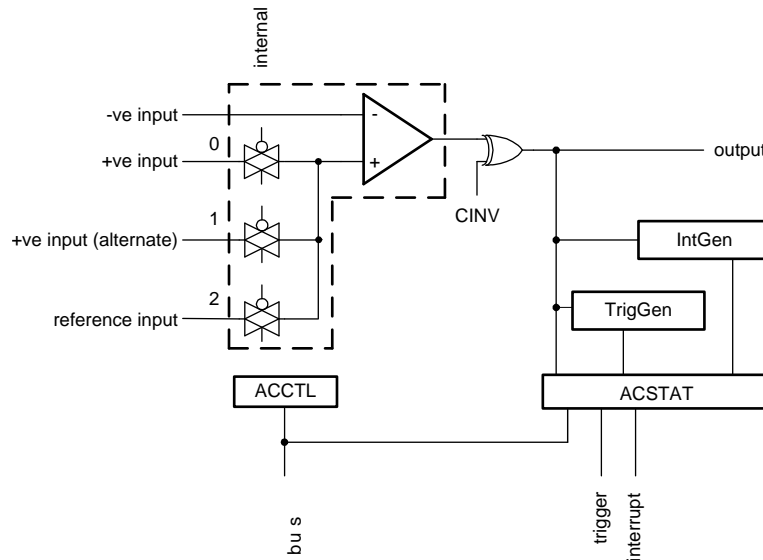 internal
-ve input
-
0
+ve input
+
output
1
CINV
+ve input (alternate)
IntGen
2
reference input
TrigGen
ACCTL
ACSTAT
bu s
trigger
interrupt